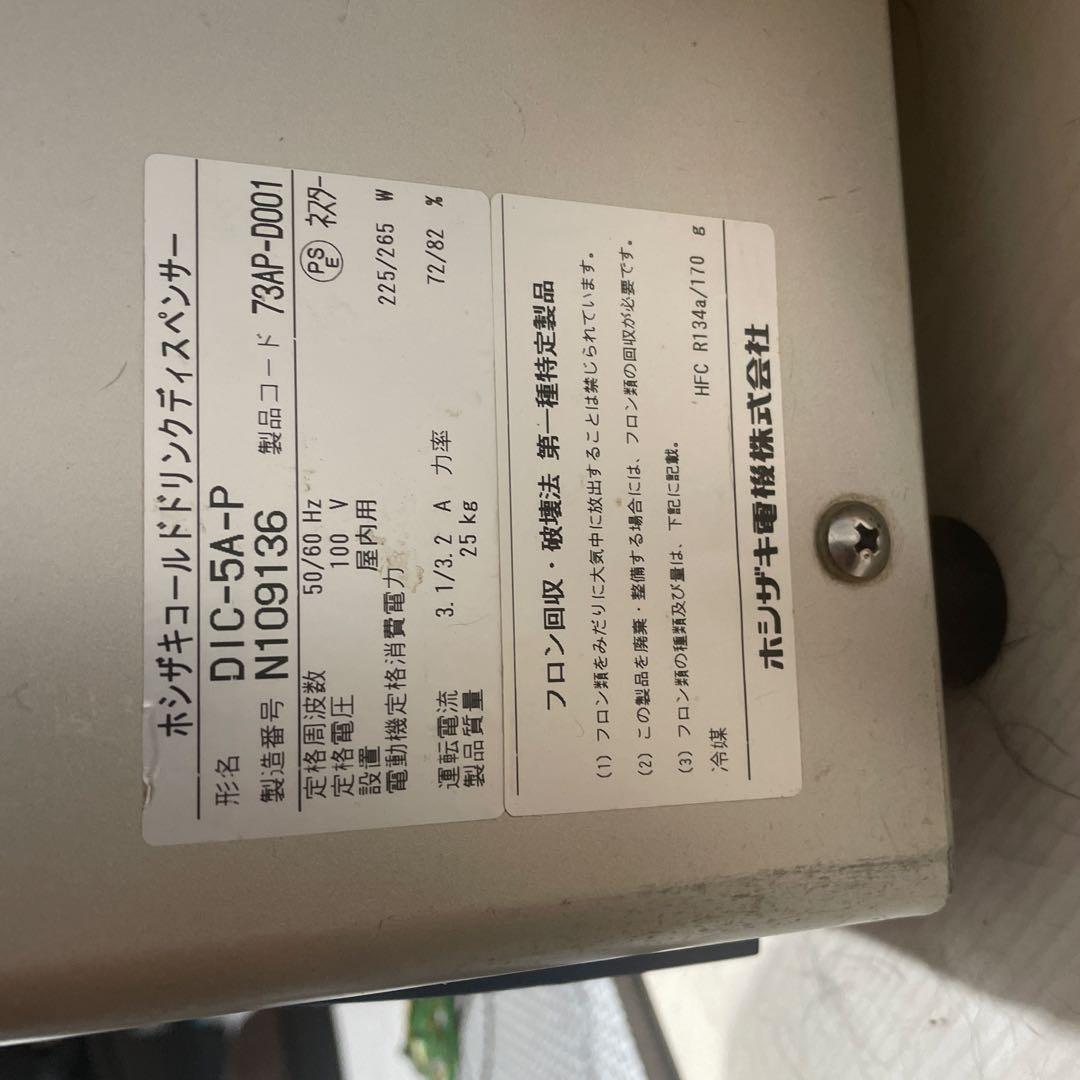 ホシザキコールドドリンクディスペンサー
形名 DIC-5A-P
製造番号 N109136 製品コード 73AP-D001
定格周波数 50/60 Hz PSE ネスター
定格電圧 100 V
設置 屋内用
電動機定格消費電力 225/265 W
運転電流 3.1/3.2 A 力率 72/82 %
製品質量 25 kg
フロン回収・破壊法 第一種特定製品
(1) フロン類をみだりに大気中に放出することは禁じられています。
(2) この製品を廃棄・整備する場合には、フロン類の回収が必要です。
(3) フロン類の種類及び量は、下記に記載。
冷媒 HFC R134a/170 g
ホシザキ電機株式会社